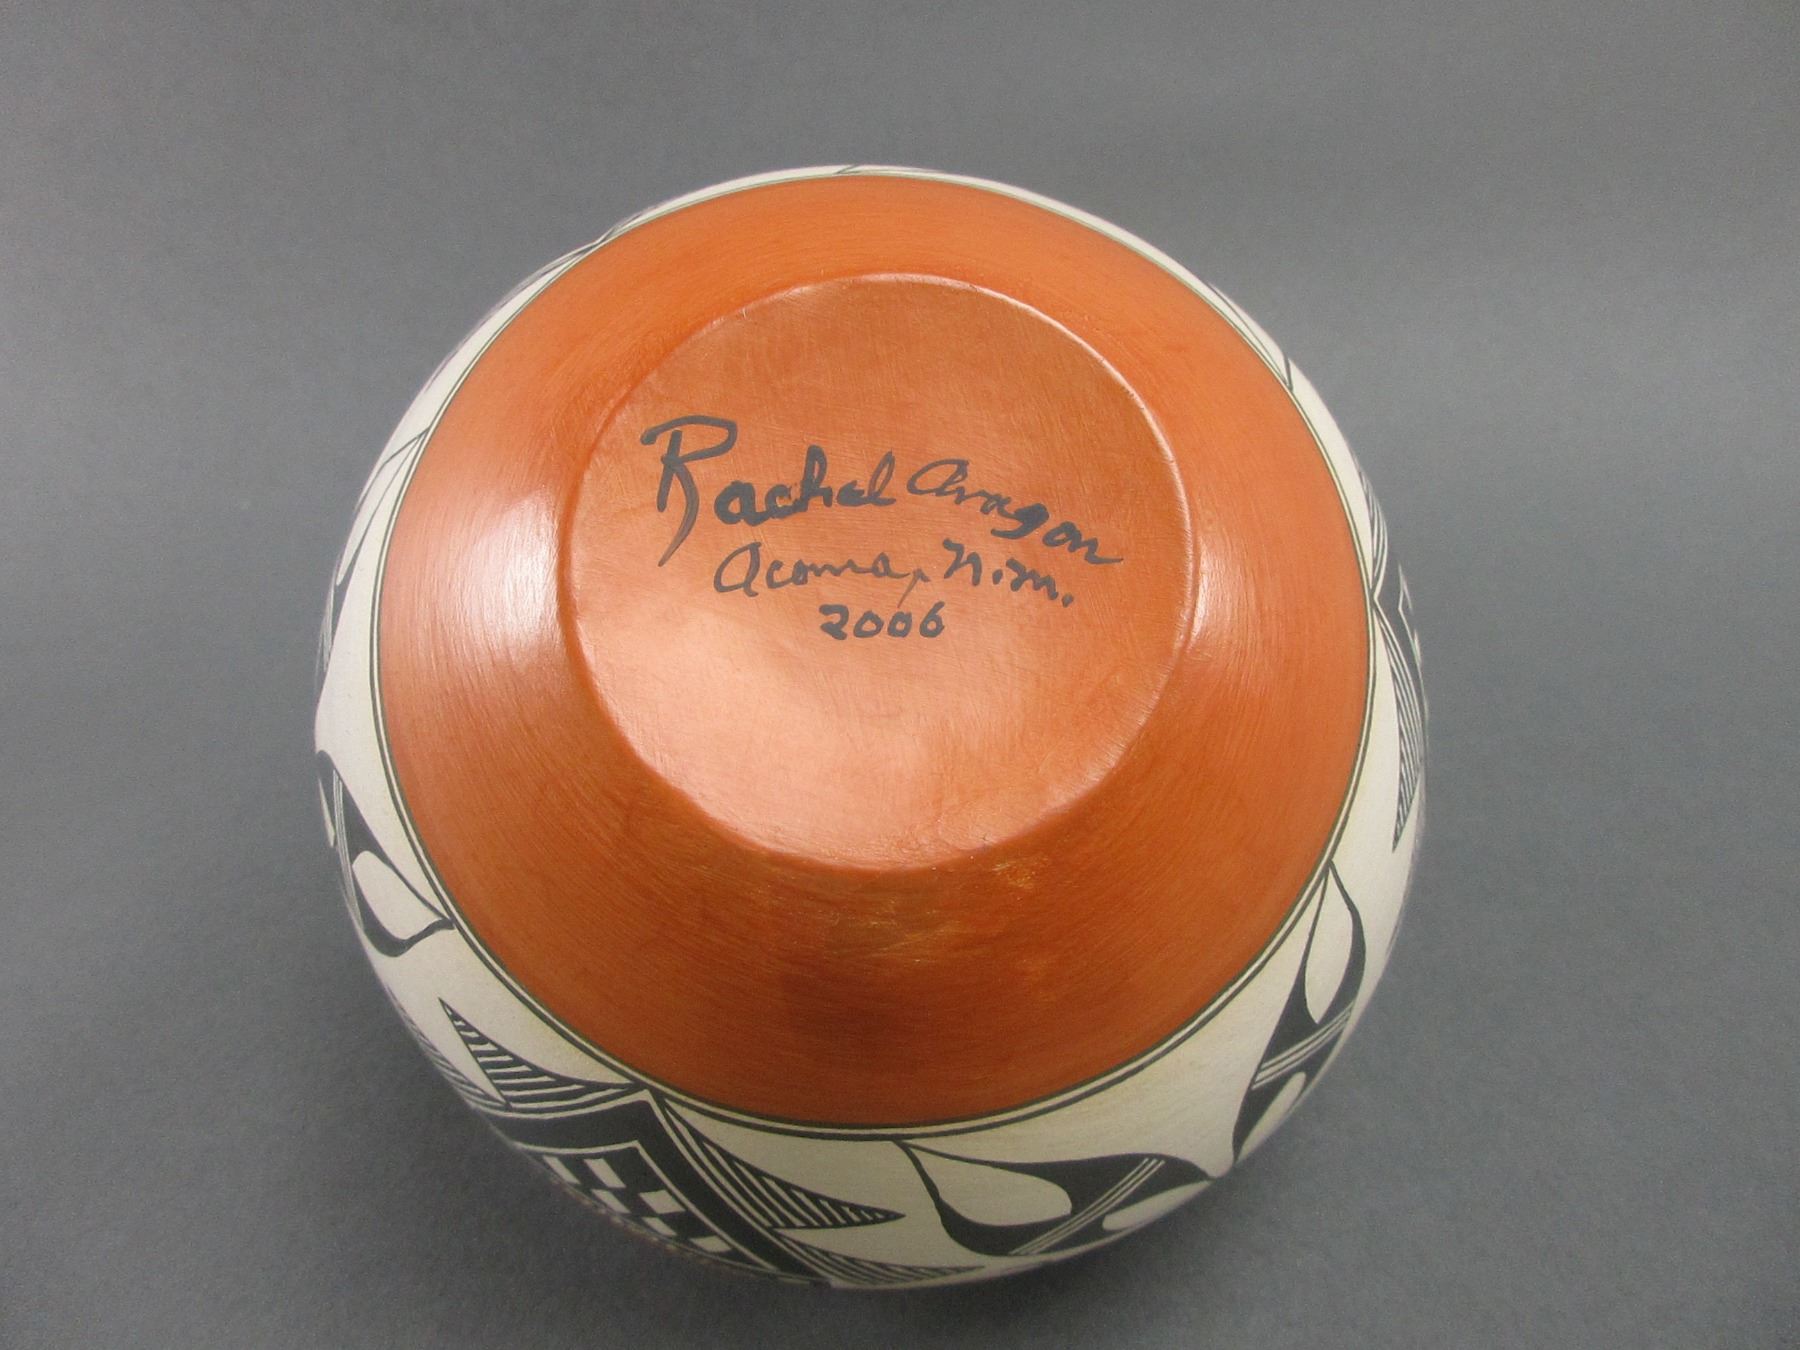 Rachel Aragon
Acoma, N.M.
2006